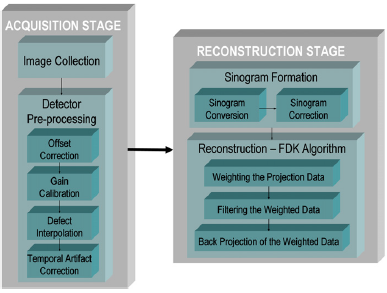 ACQUISITION STAGE
Image Collection
Detector
Pre-processing
Offset
Correction
Gain
Calibration
Defect
Interpolation
Temporal Artifact
Correction
RECONSTRUCTION STAGE
Sinogram Formation
Sinogram
Conversion
Sinogram
Correction
Reconstruction – FDK Algorithm
Weighting the Projection Data
Filtering the Weighted Data
Back Projection of the Weighted Data